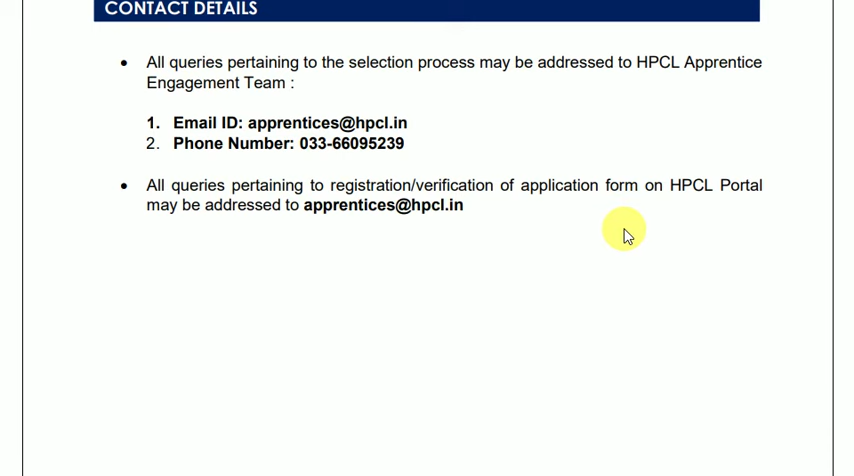 CONTACT DETAILS
• All queries pertaining to the selection process may be addressed to HPCL Apprentice
Engagement Team :
1. Email ID: apprentices@hpcl.in
2. Phone Number: 033-66095239
• All queries pertaining to registration/verification of application form on HPCL Portal
may be addressed to apprentices@hpcl.in